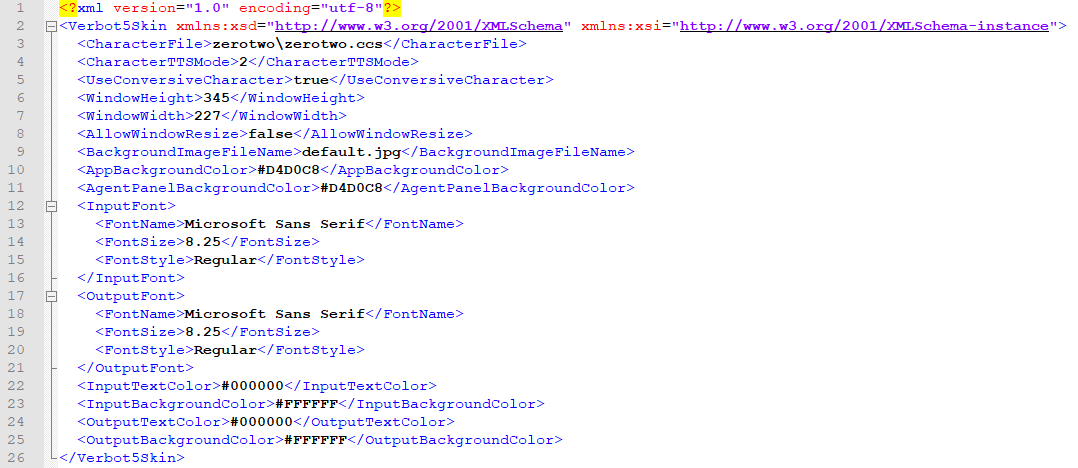 1 <?xml version="1.0" encoding="utf-8"?>
2 <Verbot5Skin xmlns:xsd="http://www.w3.org/2001/XMLSchema" xmlns:xsi="http://www.w3.org/2001/XMLSchema-instance">
3 <CharacterFile>zerotwo\zerotwo.ccs</CharacterFile>
4 <CharacterTTSMode>2</CharacterTTSMode>
5 <UseConversiveCharacter>true</UseConversiveCharacter>
6 <WindowHeight>345</WindowHeight>
7 <WindowWidth>227</WindowWidth>
8 <AllowWindowResize>false</AllowWindowResize>
9 <BackgroundImageFileName>default.jpg</BackgroundImageFileName>
10 <AppBackgroundColor>#D4D0C8</AppBackgroundColor>
11 <AgentPanelBackgroundColor>#D4D0C8</AgentPanelBackgroundColor>
12 <InputFont>
13 <FontName>Microsoft Sans Serif</FontName>
14 <FontSize>8.25</FontSize>
15 <FontStyle>Regular</FontStyle>
16 </InputFont>
17 <OutputFont>
18 <FontName>Microsoft Sans Serif</FontName>
19 <FontSize>8.25</FontSize>
20 <FontStyle>Regular</FontStyle>
21 </OutputFont>
22 <InputTextColor>#000000</InputTextColor>
23 <InputBackgroundColor>#FFFFFF</InputBackgroundColor>
24 <OutputTextColor>#000000</OutputTextColor>
25 <OutputBackgroundColor>#FFFFFF</OutputBackgroundColor>
26 </Verbot5Skin>